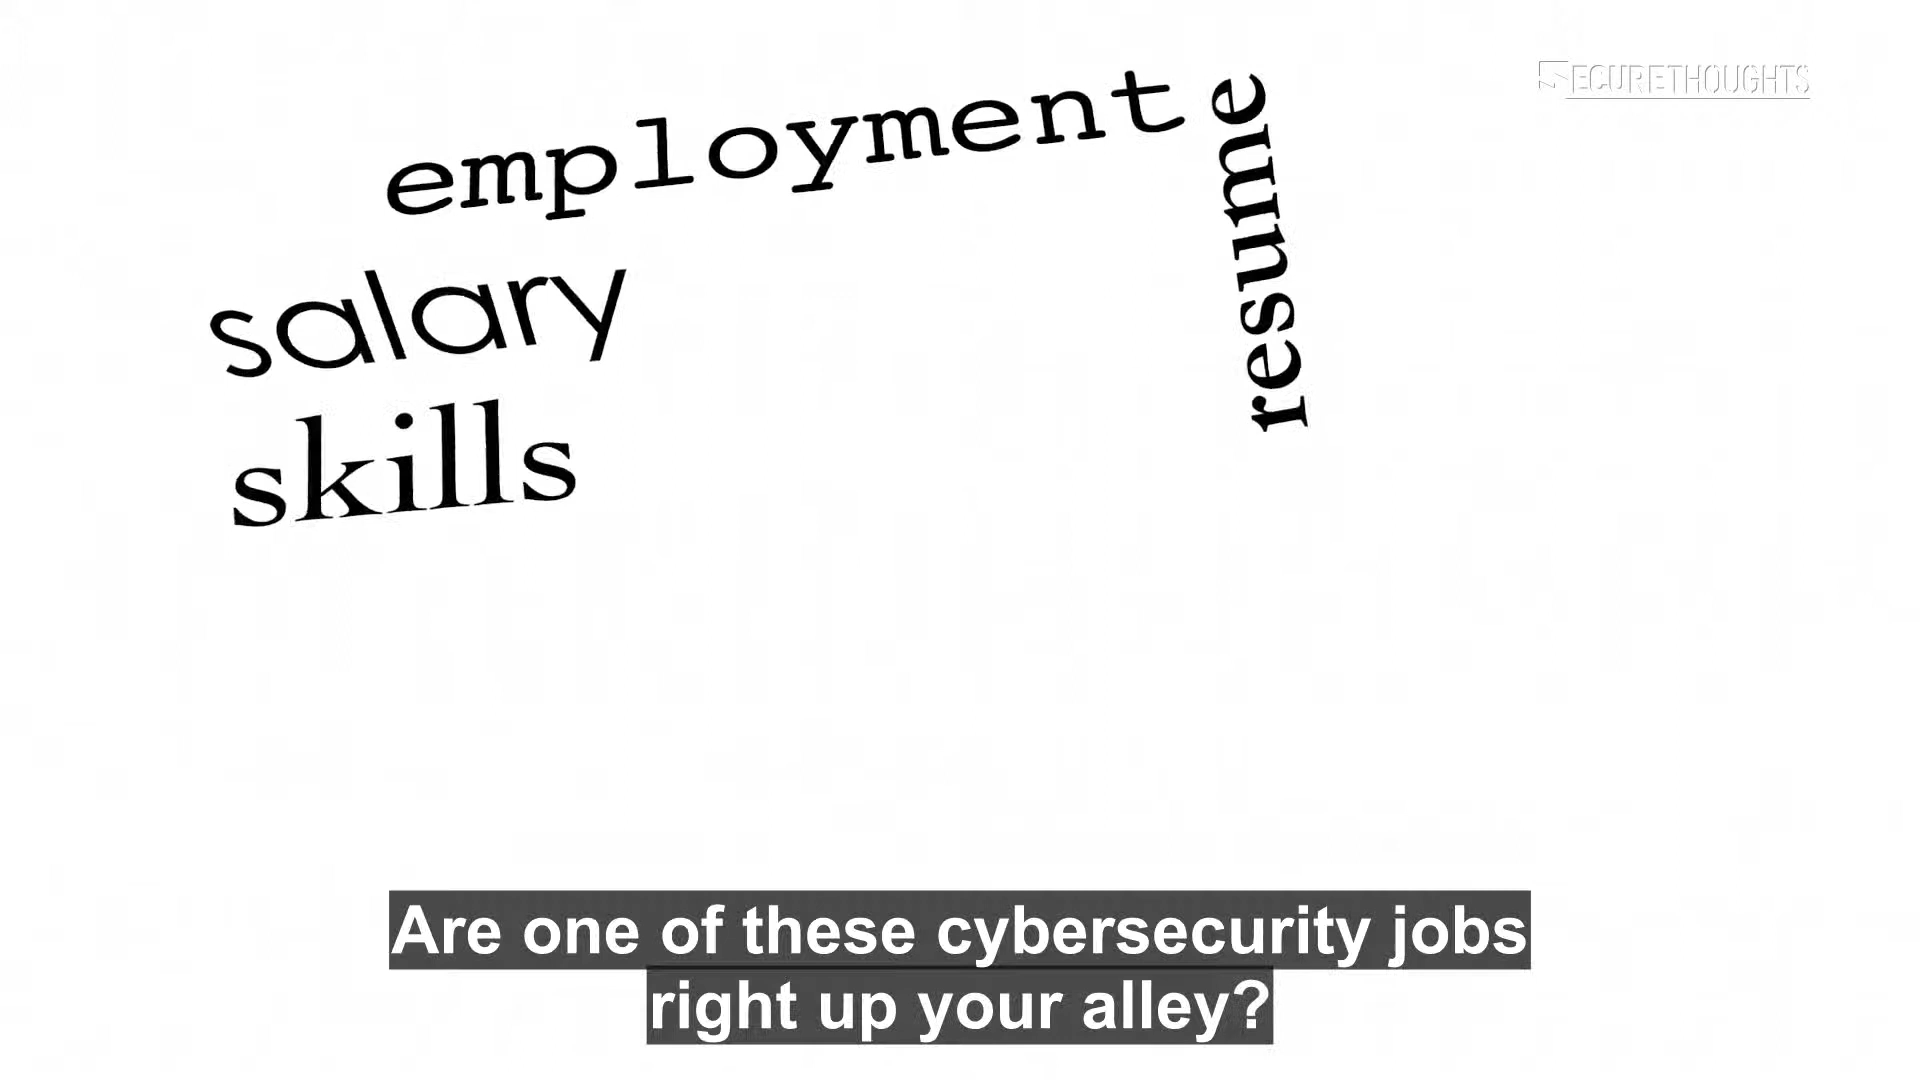 SECURETHOUGHTS
employment
resume
salary
skills
Are one of these cybersecurity jobs
right up your alley?